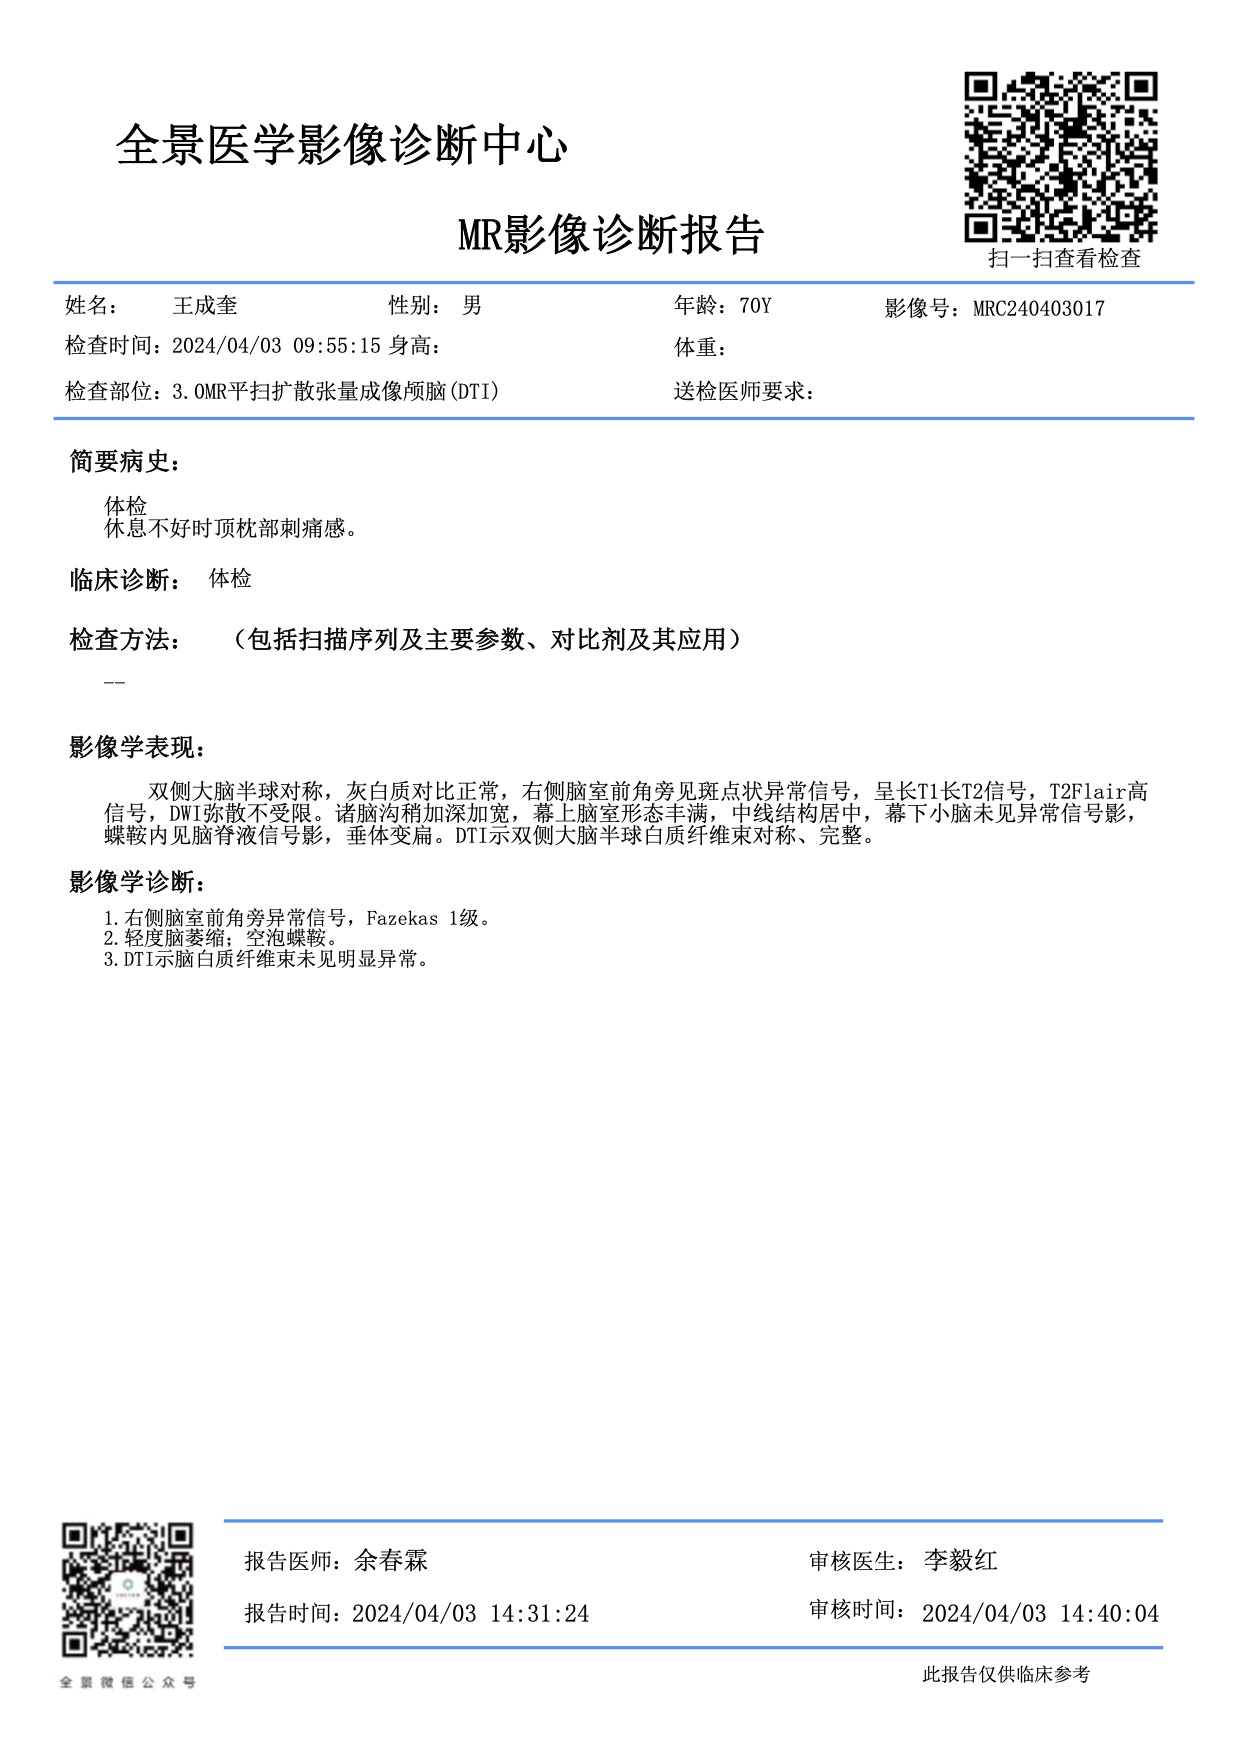 全景医学影像诊断中心
MR影像诊断报告
扫一扫查看检查
姓名： 王成奎 性别： 男 年龄：70Y 影像号：MRC240403017
检查时间：2024/04/03 09:55:15 身高： 体重：
检查部位：3.0MR平扫扩散张量成像颅脑(DTI) 送检医师要求：
简要病史：
体检
休息不好时顶枕部刺痛感。
临床诊断： 体检
检查方法： （包括扫描序列及主要参数、对比剂及其应用）
--
影像学表现：
双侧大脑半球对称，灰白质对比正常，右侧脑室前角旁见斑点状异常信号，呈长T1长T2信号，T2Flair高
信号，DWI弥散不受限。诸脑沟稍加深加宽，幕上脑室形态丰满，中线结构居中，幕下小脑未见异常信号影，
蝶鞍内见脑脊液信号影，垂体变扁。DTI示双侧大脑半球白质纤维束对称、完整。
影像学诊断：
1.右侧脑室前角旁异常信号，Fazekas 1级。
2.轻度脑萎缩；空泡蝶鞍。
3.DTI示脑白质纤维束未见明显异常。
报告医师：余春霖 审核医生：李毅红
报告时间：2024/04/03 14:31:24 审核时间：2024/04/03 14:40:04
全景微信公众号
此报告仅供临床参考